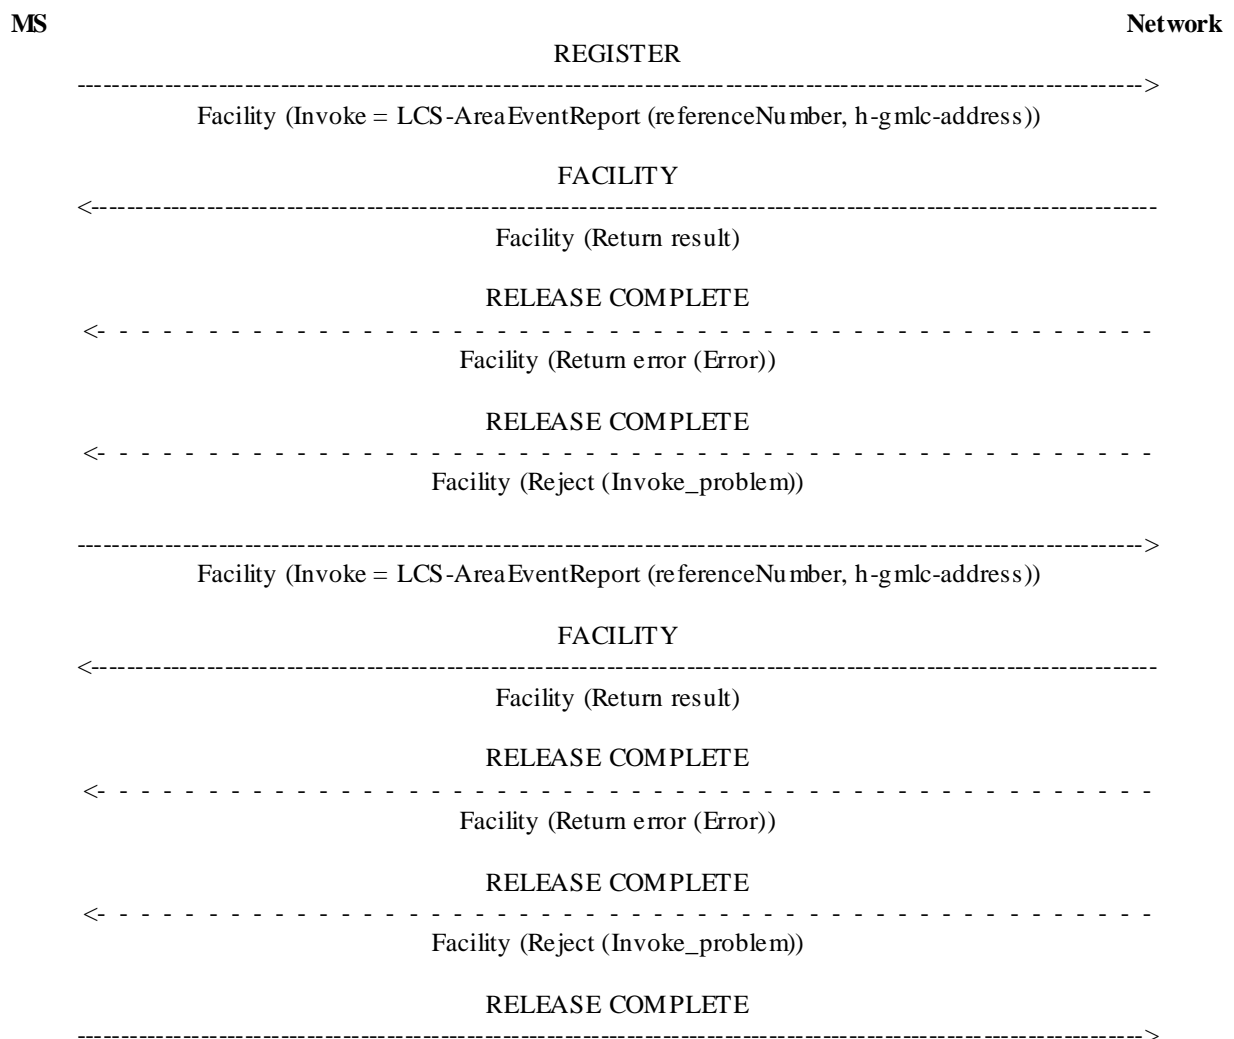 MS Network
REGISTER
------------------------------------------------------------------------------------------------------------------------>
Facility (Invoke = LCS-AreaEventReport (referenceNumber, h-gmlc-address))
FACILITY
<------------------------------------------------------------------------------------------------------------------------
Facility (Return result)
RELEASE COMPLETE
<- - - - - - - - - - - - - - - - - - - - - - - - - - - - - - - - - - - - - - - - - - - -
Facility (Return error (Error))
RELEASE COMPLETE
<- - - - - - - - - - - - - - - - - - - - - - - - - - - - - - - - - - - - - - - - - - - -
Facility (Reject (Invoke_problem))
------------------------------------------------------------------------------------------------------------------------>
Facility (Invoke = LCS-AreaEventReport (referenceNumber, h-gmlc-address))
FACILITY
<------------------------------------------------------------------------------------------------------------------------
Facility (Return result)
RELEASE COMPLETE
<- - - - - - - - - - - - - - - - - - - - - - - - - - - - - - - - - - - - - - - - - - - -
Facility (Return error (Error))
RELEASE COMPLETE
<- - - - - - - - - - - - - - - - - - - - - - - - - - - - - - - - - - - - - - - - - - - -
Facility (Reject (Invoke_problem))
RELEASE COMPLETE
------------------------------------------------------------------------------------------------------------------------>